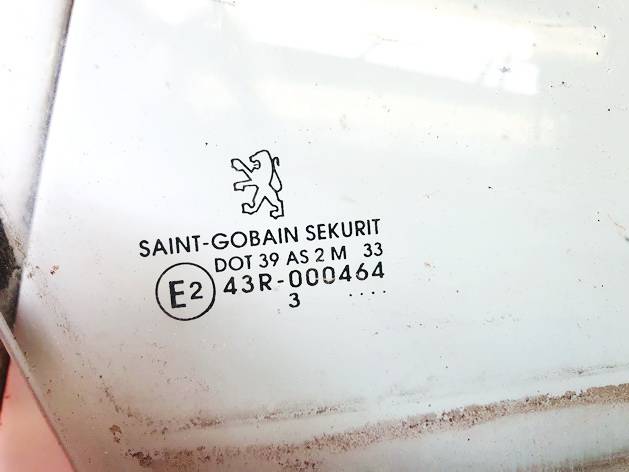 SAINT-GOBAIN SEKURIT
DOT 39 AS 2 M 33
E2 43R-000464
3 ....